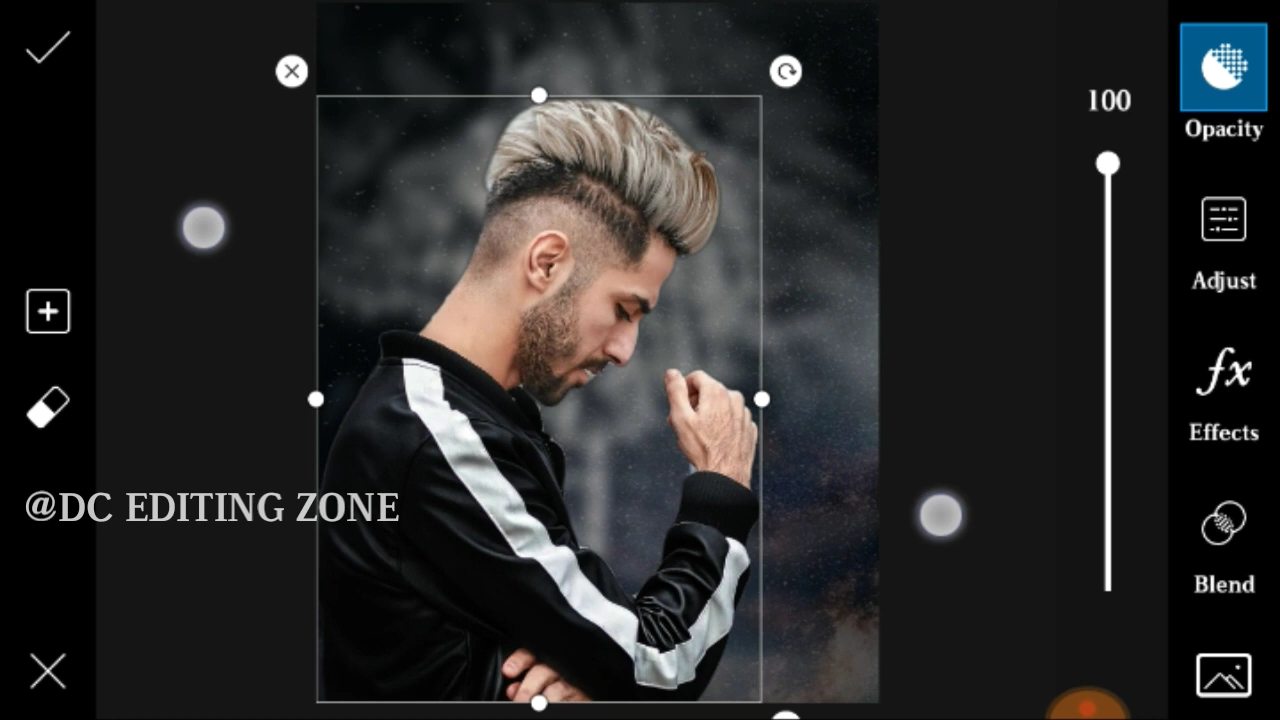 100
Opacity
Adjust
fx
Effects
@DC EDITING ZONE
Blend